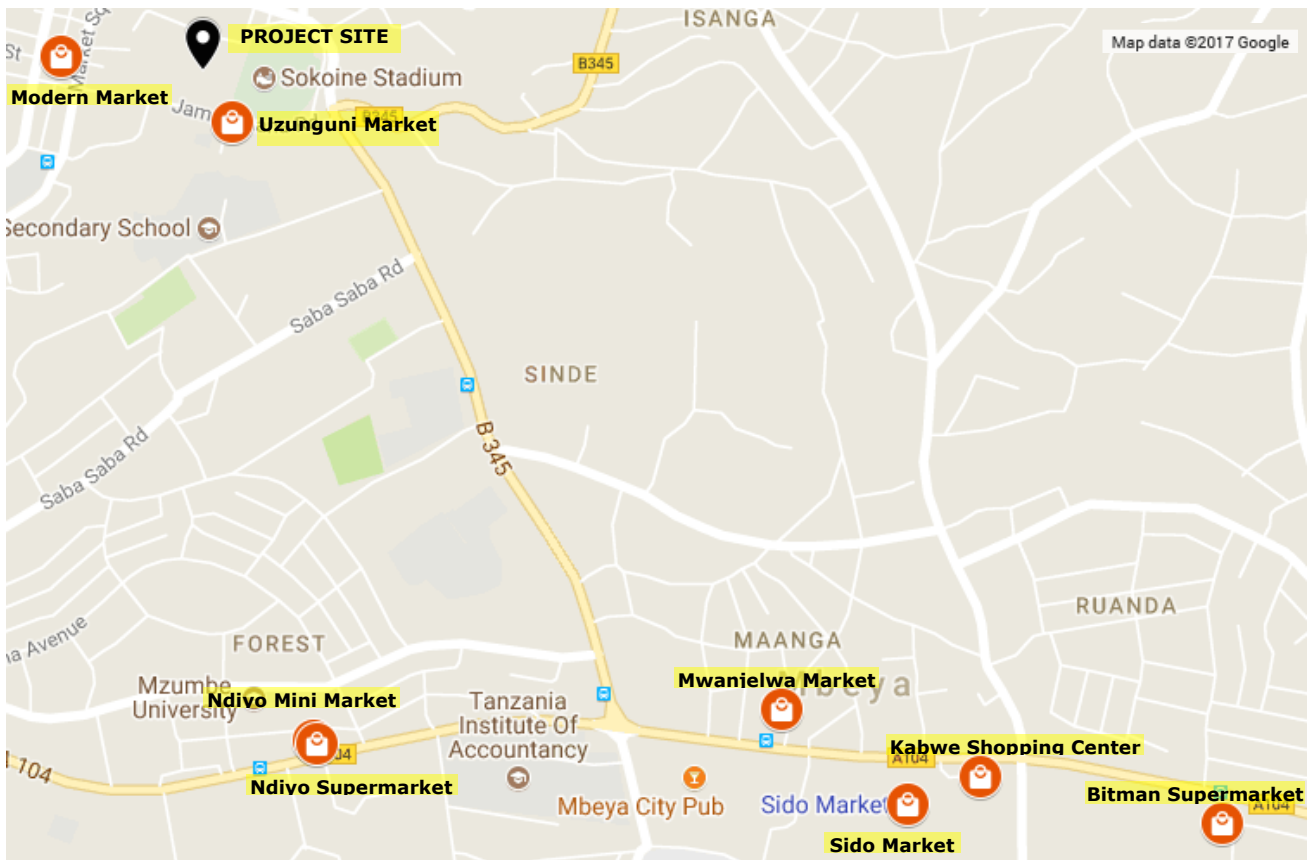 ISANGA
PROJECT SITE
Map data ©2017 Google
St
Market Sq
B345
Sokoine Stadium
Modern Market
Jam
Rd
B345
Uzunguni Market
Secondary School
Saba Saba Rd
SINDE
B 345
Saba Saba Rd
RUANDA
Avenue
FOREST
MAANGA
Mzumbe
University
Ndiyo Mini Market
Tanzania
Institute Of
Accountancy
Mwanjelwa Market
Mbeya
104
Kabwe Shopping Center
A104
Ndiyo Supermarket
Mbeya City Pub
Sido Market
Bitman Supermarket
A104
Sido Market